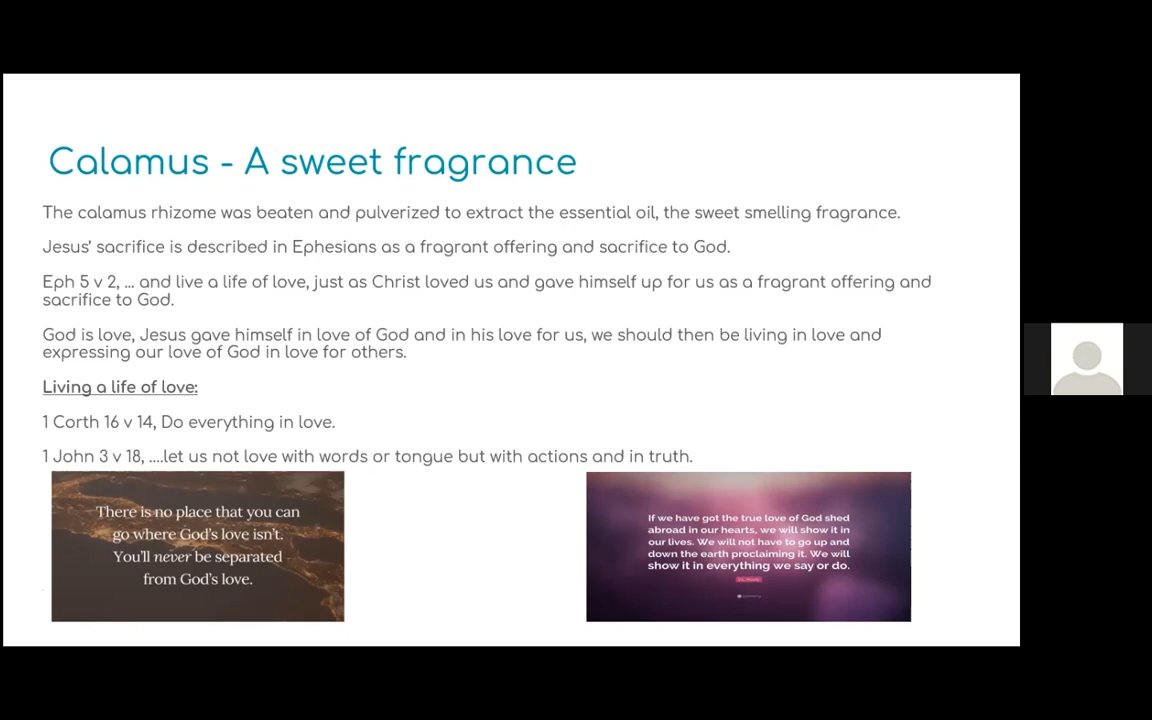 Calamus - A sweet fragrance
The calamus rhizome was beaten and pulverized to extract the essential oil, the sweet smelling fragrance.
Jesus' sacrifice is described in Ephesians as a fragrant offering and sacrifice to God.
Eph 5 v 2, ... and live a life of love, just as Christ loved us and gave himself up for us as a fragrant offering and
sacrifice to God.
God is love, Jesus gave himself in love of God and in his love for us, we should then be living in love and
expressing our love of God in love for others.
Living a life of love:
1 Corth 16 v 14, Do everything in love.
1 John 3 v 18, ....let us not love with words or tongue but with actions and in truth.
There is no place that you can
go where God's love isn't.
You'll never be separated
from God's love.
If we have got the true love of God shed
abroad in our hearts, we will show it in
our lives. We will not have to go up and
down the earth proclaiming it. We will
show it in everything we say or do.